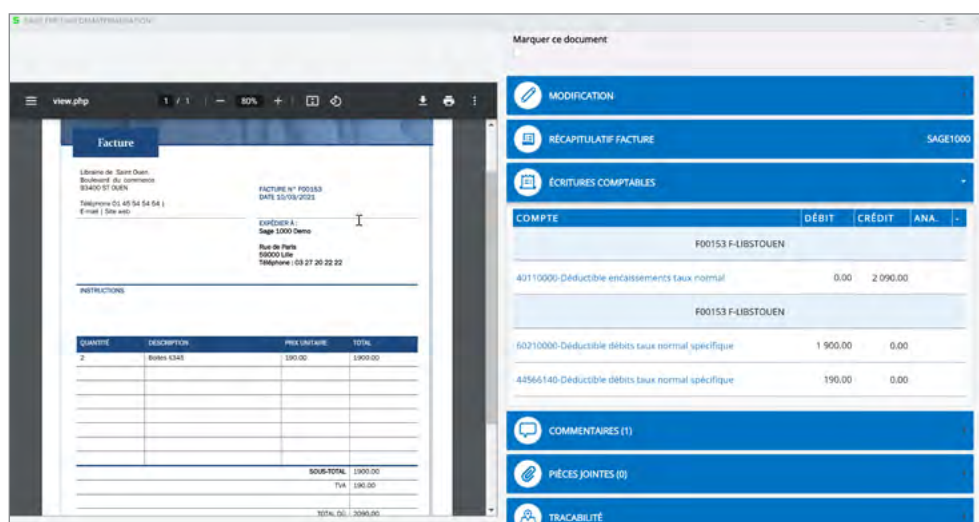 Marquer ce document
view.php 1 / 1 80%
Facture
Librairie de Saint Ouen
Boulevard du commerce
93400 ST OUEN
Téléphone 01 45 54 54 54 |
E-mail | Site web
FACTURE N° F00153
DATE 10/03/2021
EXPÉDIER À :
Sage 1000 Demo
Rue de Paris
59000 Lille
Téléphone : 03 27 20 22 22
INSTRUCTIONS
QUANTITÉ DESCRIPTION PRIX UNITAIRE TOTAL
2 Boites 6345 190.00 1900.00
SOUS-TOTAL 1900.00
TVA 190.00
TOTAL DÛ 2090.00
MODIFICATION
RÉCAPITULATIF FACTURE SAGE1000
ÉCRITURES COMPTABLES
COMPTE DÉBIT CRÉDIT ANA. -
F00153 F-LIBSTOUEN
40110000-Déductible encaissements taux normal 0.00 2 090.00
F00153 F-LIBSTOUEN
60210000-Déductible débits taux normal spécifique 1 900.00 0.00
44566140-Déductible débits taux normal spécifique 190.00 0.00
COMMENTAIRES (1)
PIÈCES JOINTES (0)
TRACABILITÉ